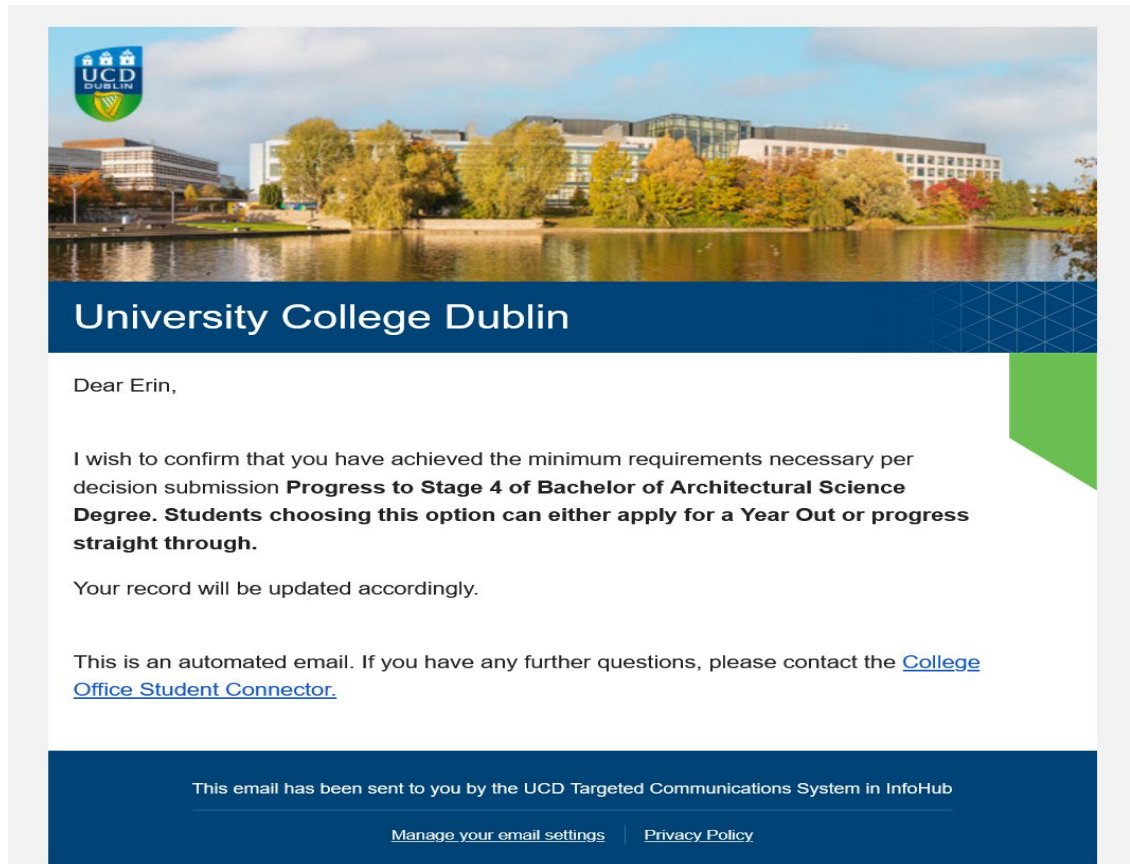 UCD
DUBLIN
University College Dublin
Dear Erin,
I wish to confirm that you have achieved the minimum requirements necessary per
decision submission Progress to Stage 4 of Bachelor of Architectural Science
Degree. Students choosing this option can either apply for a Year Out or progress
straight through.
Your record will be updated accordingly.
This is an automated email. If you have any further questions, please contact the College
Office Student Connector.
This email has been sent to you by the UCD Targeted Communications System in InfoHub
Manage your email settings | Privacy Policy